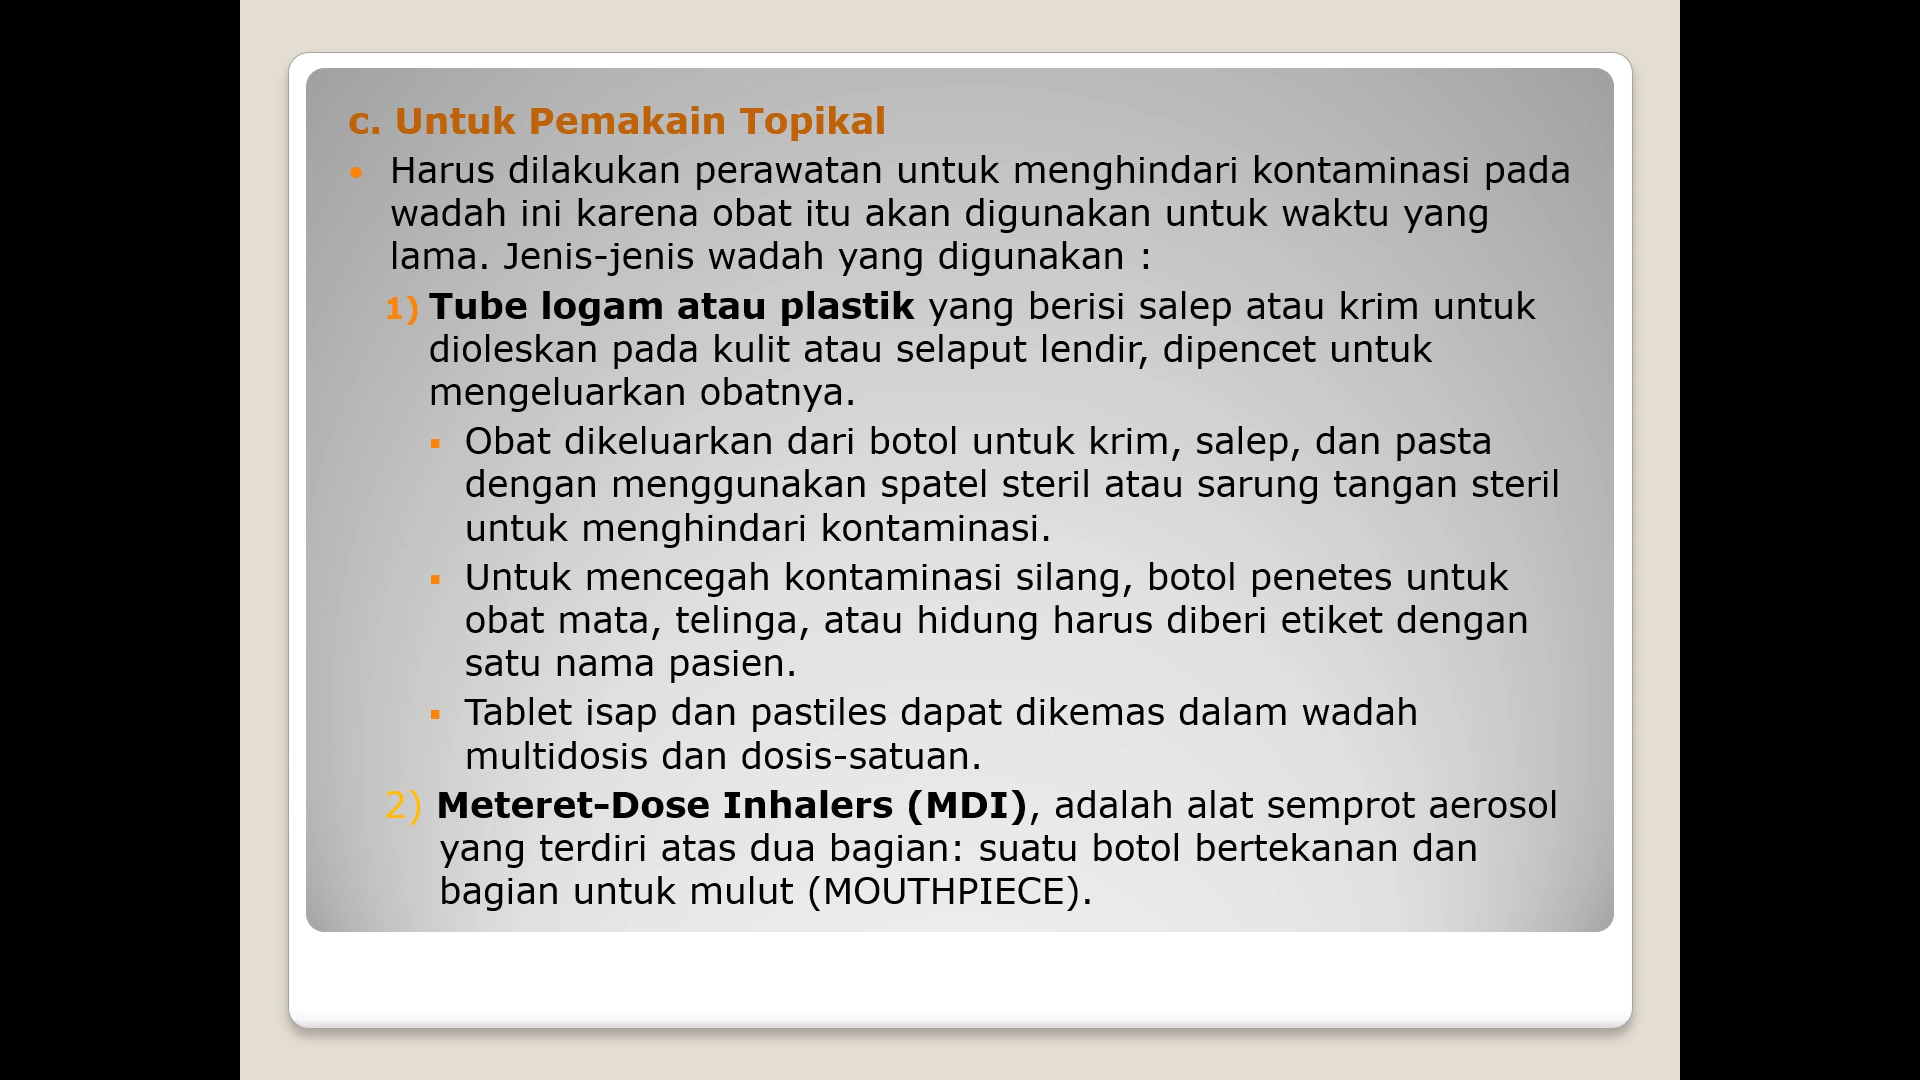 c. Untuk Pemakain Topikal
• Harus dilakukan perawatan untuk menghindari kontaminasi pada
wadah ini karena obat itu akan digunakan untuk waktu yang
lama. Jenis-jenis wadah yang digunakan :
1) Tube logam atau plastik yang berisi salep atau krim untuk
dioleskan pada kulit atau selaput lendir, dipencet untuk
mengeluarkan obatnya.
▪ Obat dikeluarkan dari botol untuk krim, salep, dan pasta
dengan menggunakan spatel steril atau sarung tangan steril
untuk menghindari kontaminasi.
▪ Untuk mencegah kontaminasi silang, botol penetes untuk
obat mata, telinga, atau hidung harus diberi etiket dengan
satu nama pasien.
▪ Tablet isap dan pastiles dapat dikemas dalam wadah
multidosis dan dosis-satuan.
2) Meteret–Dose Inhalers (MDI), adalah alat semprot aerosol
yang terdiri atas dua bagian: suatu botol bertekanan dan
bagian untuk mulut (MOUTHPIECE).